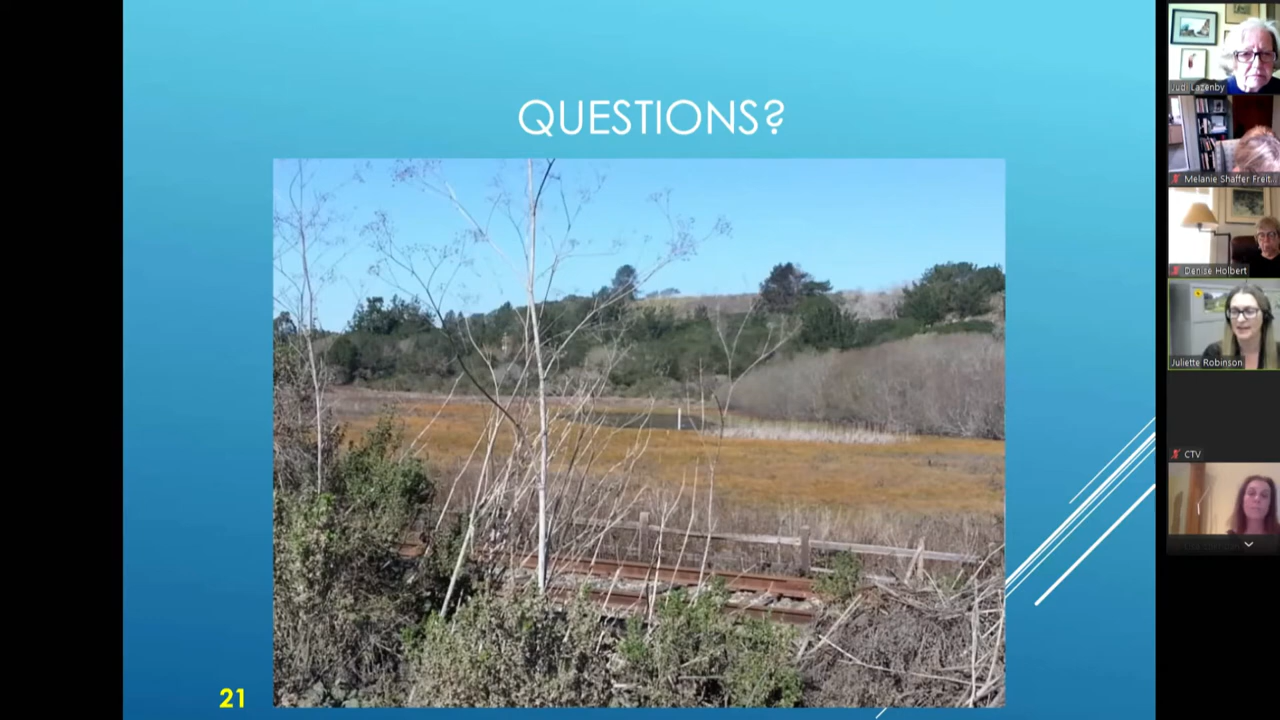 QUESTIONS?
21
Judi Lazenby
Melanie Shaffer Freit...
Denise Holbert
Juliette Robinson
CTV